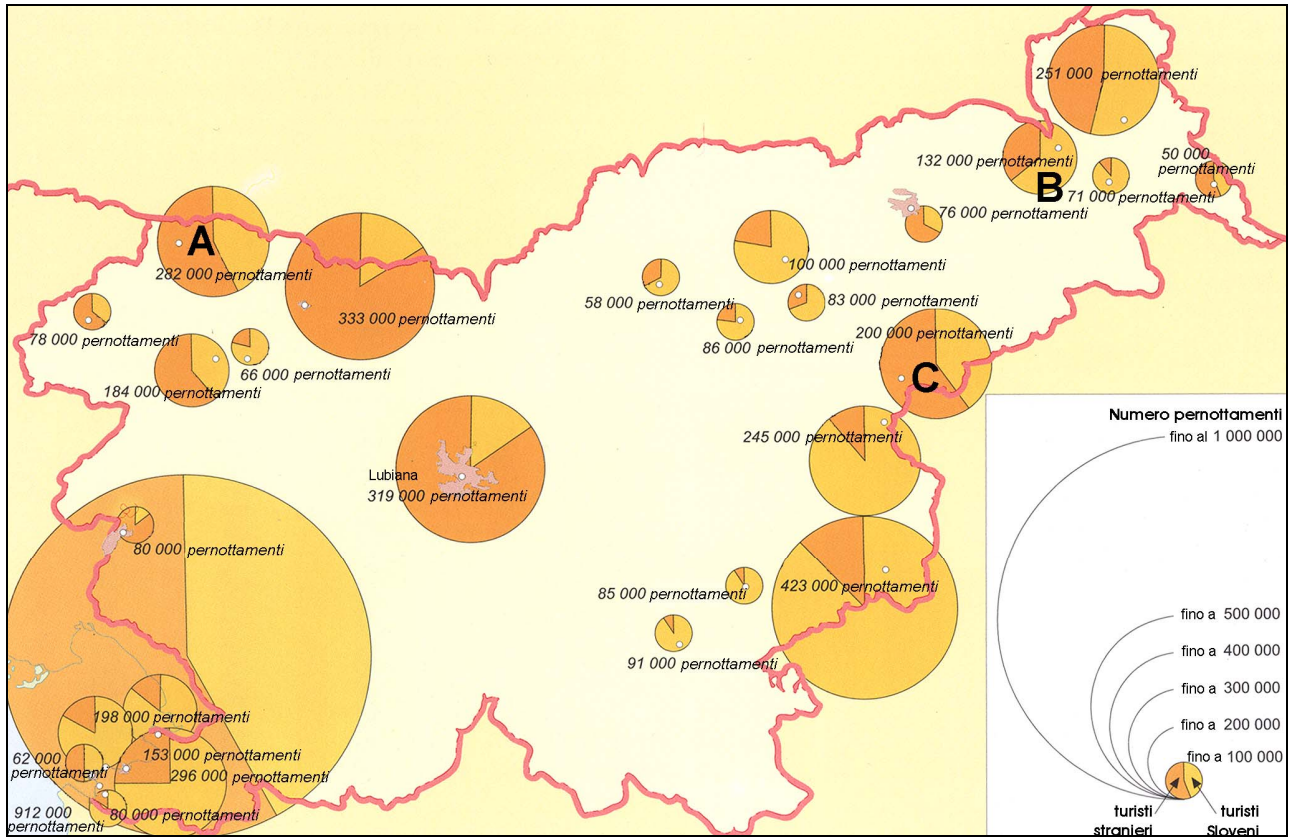 251 000 pernottamenti
132 000 pernottamenti
50 000
pernottamenti
B
71 000 pernottamenti
76 000 pernottamenti
A
282 000 pernottamenti
100 000 pernottamenti
58 000 pernottamenti
83 000 pernottamenti
333 000 pernottamenti
78 000 pernottamenti
86 000 pernottamenti
200 000 pernottamenti
66 000 pernottamenti
C
184 000 pernottamenti
245 000 pernottamenti
Lubiana
319 000 pernottamenti
80 000 pernottamenti
85 000 pernottamenti
423 000 pernottamenti
91 000 pernottamenti
198 000 pernottamenti
153 000 pernottamenti
62 000
pernottamenti
296 000 pernottamenti
912 000
pernottamenti
80 000 pernottamenti
Numero pernottamenti
fino al 1 000 000
fino a 500 000
fino a 400 000
fino a 300 000
fino a 200 000
fino a 100 000
turisti
stranieri
turisti
Sloveni